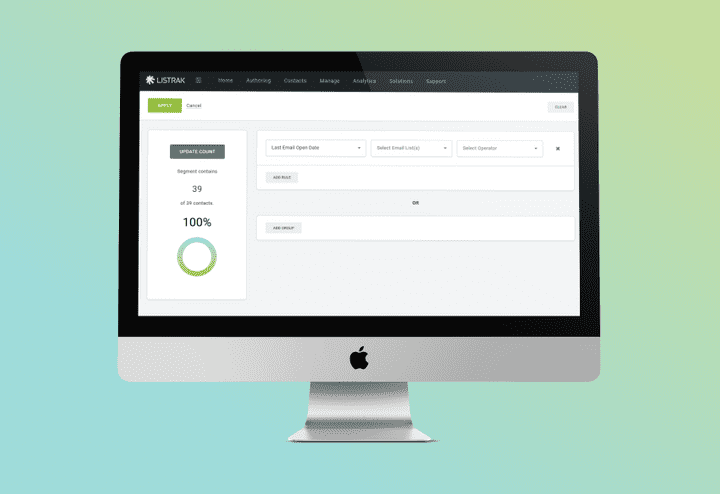 LISTRAK
Home Authoring Contacts Manage Analytics Solutions Support
APPLY Cancel
CLEAR
UPDATE COUNT
Segment contains
39
of 39 contacts
100%
Last Email Open Date Select Email List(s) Select Operator
ADD RULE
OR
ADD GROUP